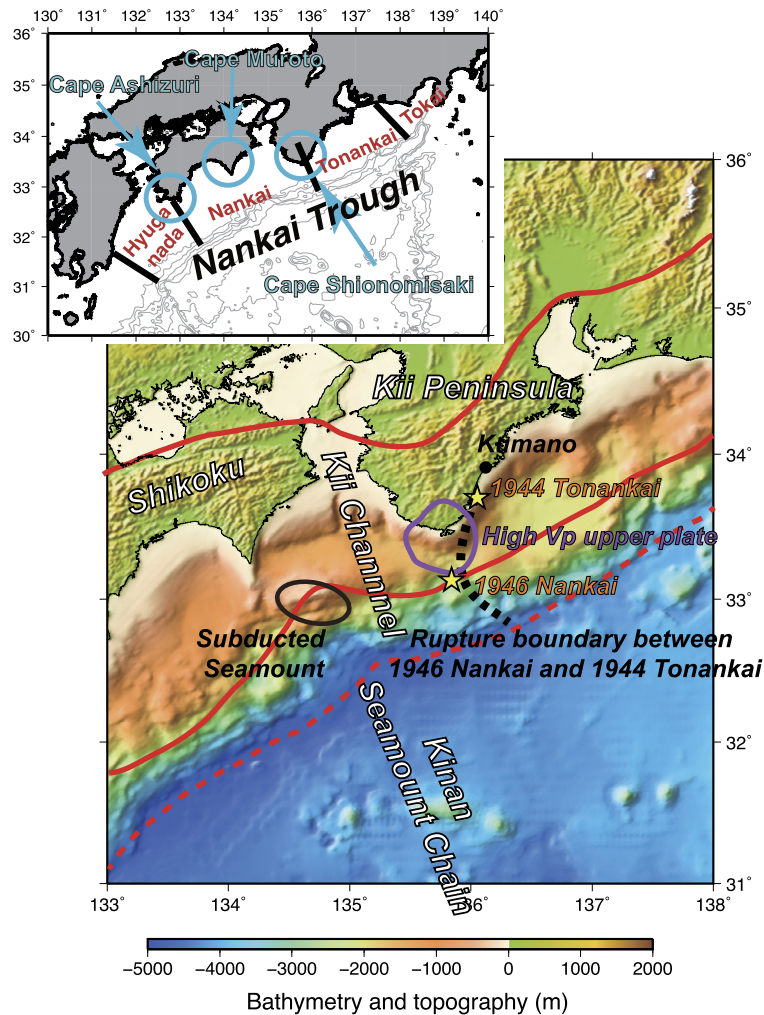 130° 131° 132° 133° 134° 135° 136° 137° 138° 139° 140°
36°
35°
34°
33°
32°
31°
30°
Cape Muroto
Cape Ashizuri
Tokai
Tonankai
Nankai
Hyuga
nada
Nankai Trough
Cape Shionomisaki
36°
35°
34°
33°
32°
31°
Kii Peninsula
Kumano
Shikoku
1944 Tonankai
Kii Channnel
High Vp upper plate
1946 Nankai
Subducted
Seamount
Rupture boundary between
1946 Nankai and 1944 Tonankai
Kinan
Seamount Chain
133° 134° 135° 136° 137° 138°
−5000 −4000 −3000 −2000 −1000 0 1000 2000
Bathymetry and topography (m)